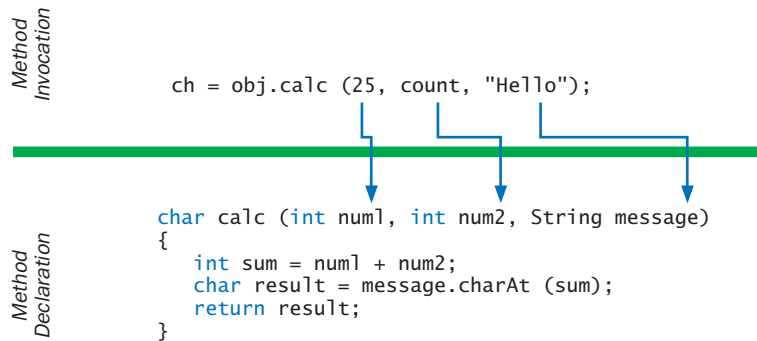 Method
Invocation
ch = obj.calc (25, count, "Hello");
Method
Declaration
char calc (int num1, int num2, String message)
{
int sum = num1 + num2;
char result = message.charAt (sum);
return result;
}